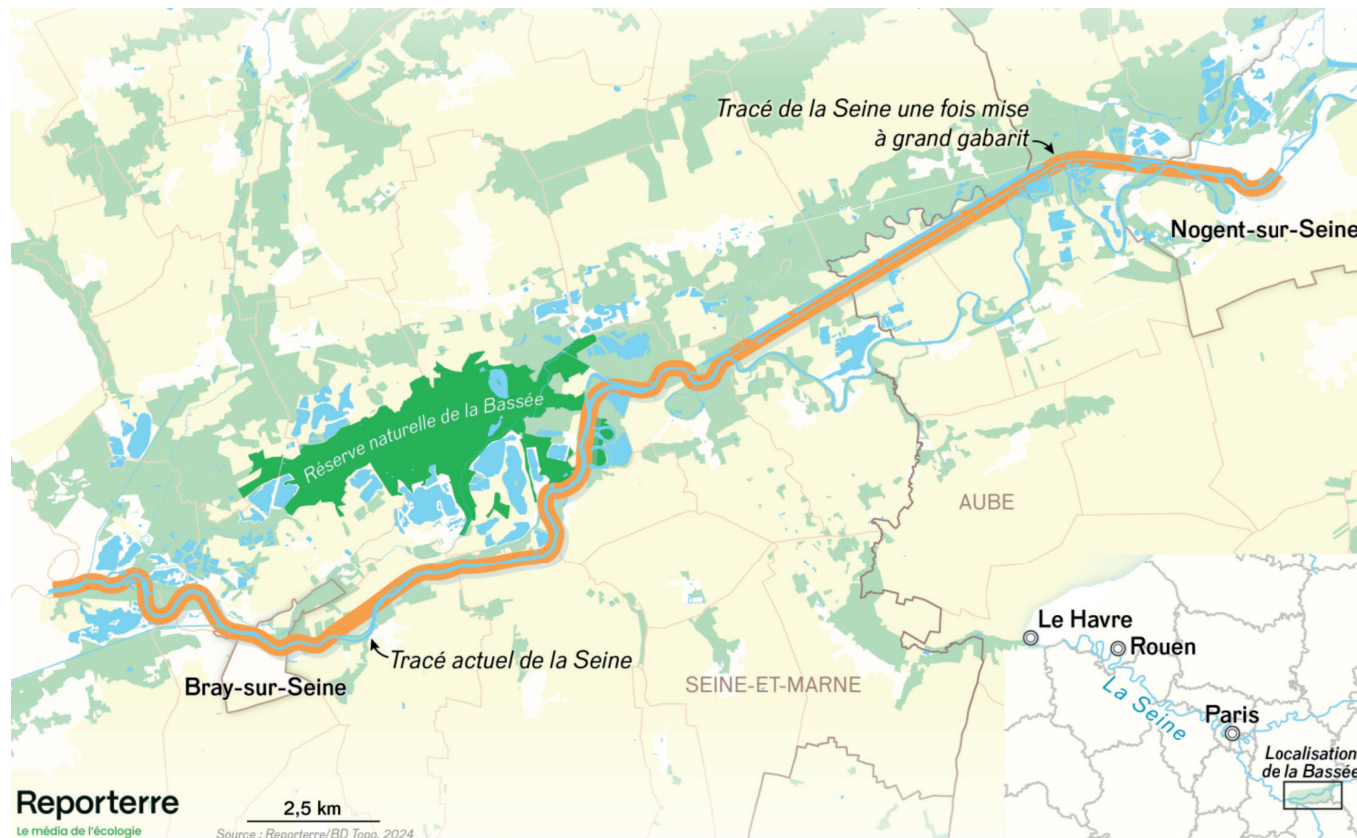 Tracé de la Seine une fois mise
à grand gabarit
Nogent-sur-Seine
Réserve naturelle de la Bassée
AUBE
Tracé actuel de la Seine
Bray-sur-Seine
SEINE-ET-MARNE
Le Havre
Rouen
La Seine
Paris
Localisation
de la Bassée
Reporterre
Le média de l'écologie
2,5 km
Source : Reporterre/BD Topo, 2024